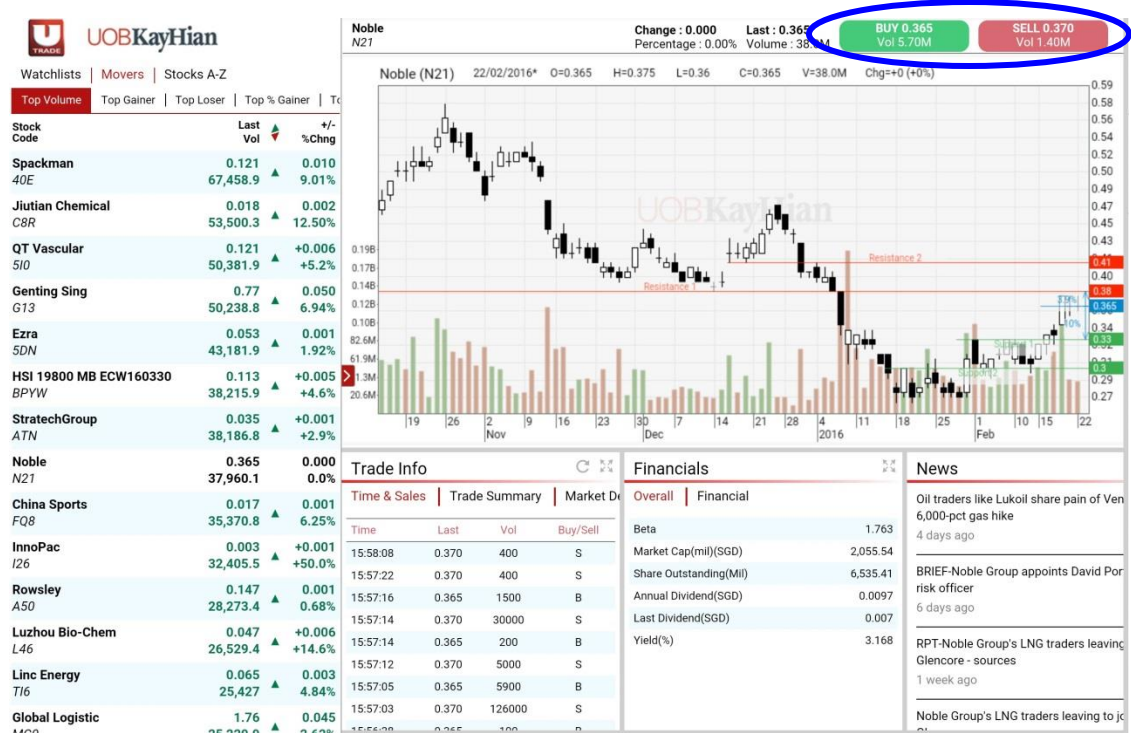 U
TRADE
UOBKayHian
Watchlists | Movers | Stocks A-Z
Top Volume Top Gainer | Top Loser | Top % Gainer |
Stock Last +/-
Code Vol %Chng
Spackman 0.121 0.010
40E 67,458.9 9.01%
Jiutian Chemical 0.018 0.002
C8R 53,500.3 12.50%
QT Vascular 0.121 +0.006
5I0 50,381.9 +5.2%
Genting Sing 0.77 0.050
G13 50,238.8 6.94%
Ezra 0.053 0.001
5DN 43,181.9 1.92%
HSI 19800 MB ECW160330 0.113 +0.005
BPYW 38,215.9 +4.6%
StratechGroup 0.035 +0.001
ATN 38,186.8 +2.9%
Noble 0.365 0.000
N21 37,960.1 0.0%
China Sports 0.017 0.001
FQ8 35,370.8 6.25%
InnoPac 0.003 +0.001
I26 32,405.5 +50.0%
Rowsley 0.147 0.001
A50 28,273.4 0.68%
Luzhou Bio-Chem 0.047 +0.006
L46 26,529.4 +14.6%
Linc Energy 0.065 0.003
TI6 25,427 4.84%
Global Logistic 1.76 0.045
Noble Change : 0.000 Last : 0.365 BUY 0.365 SELL 0.370
N21 Percentage : 0.00% Volume : 38.0M Vol 5.70M Vol 1.40M
Noble (N21) 22/02/2016* O=0.365 H=0.375 L=0.36 C=0.365 V=38.0M Chg=+0 (+0%)
UOBKayHian
0.59
0.58
0.56
0.54
0.52
0.50
0.49
0.47
0.45
0.43
0.41
0.40
0.38
0.365
0.34
0.33
0.31
0.3
0.29
0.27
0.19B
0.17B
0.14B
0.12B
0.10B
82.6M
61.9M
1.3M
20.6M
Resistance 2
Resistance 1
10%
Support2
19 26 2 9 16 23 30 7 14 21 28 4 11 18 25 1 10 15 22
Nov Dec 2016 Feb
Trade Info
Time & Sales | Trade Summary | Market De
Time Last Vol Buy/Sell
15:58:08 0.370 400 S
15:57:22 0.370 400 S
15:57:16 0.365 1500 B
15:57:14 0.370 30000 S
15:57:14 0.365 200 B
15:57:12 0.370 5000 S
15:57:05 0.365 5900 B
15:57:03 0.370 126000 S
Financials
Overall | Financial
Beta 1.763
Market Cap(mil)(SGD) 2,055.54
Share Outstanding(Mil) 6,535.41
Annual Dividend(SGD) 0.0097
Last Dividend(SGD) 0.007
Yield(%) 3.168
News
Oil traders like Lukoil share pain of Ven
6,000-pct gas hike
4 days ago
BRIEF-Noble Group appoints David Por
risk officer
6 days ago
RPT-Noble Group's LNG traders leaving
Glencore - sources
1 week ago
Noble Group's LNG traders leaving to jo